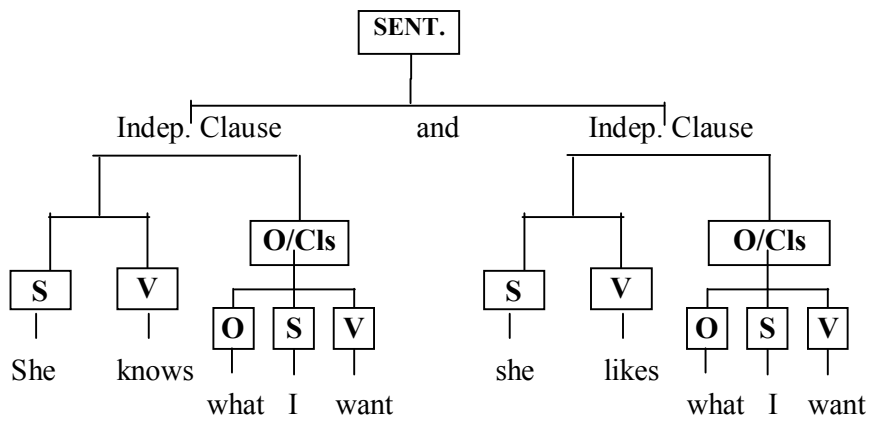 SENT.
Indep. Clause and Indep. Clause
O/Cls O/Cls
S V S V
O S V O S V
She knows she likes
what I want what I want